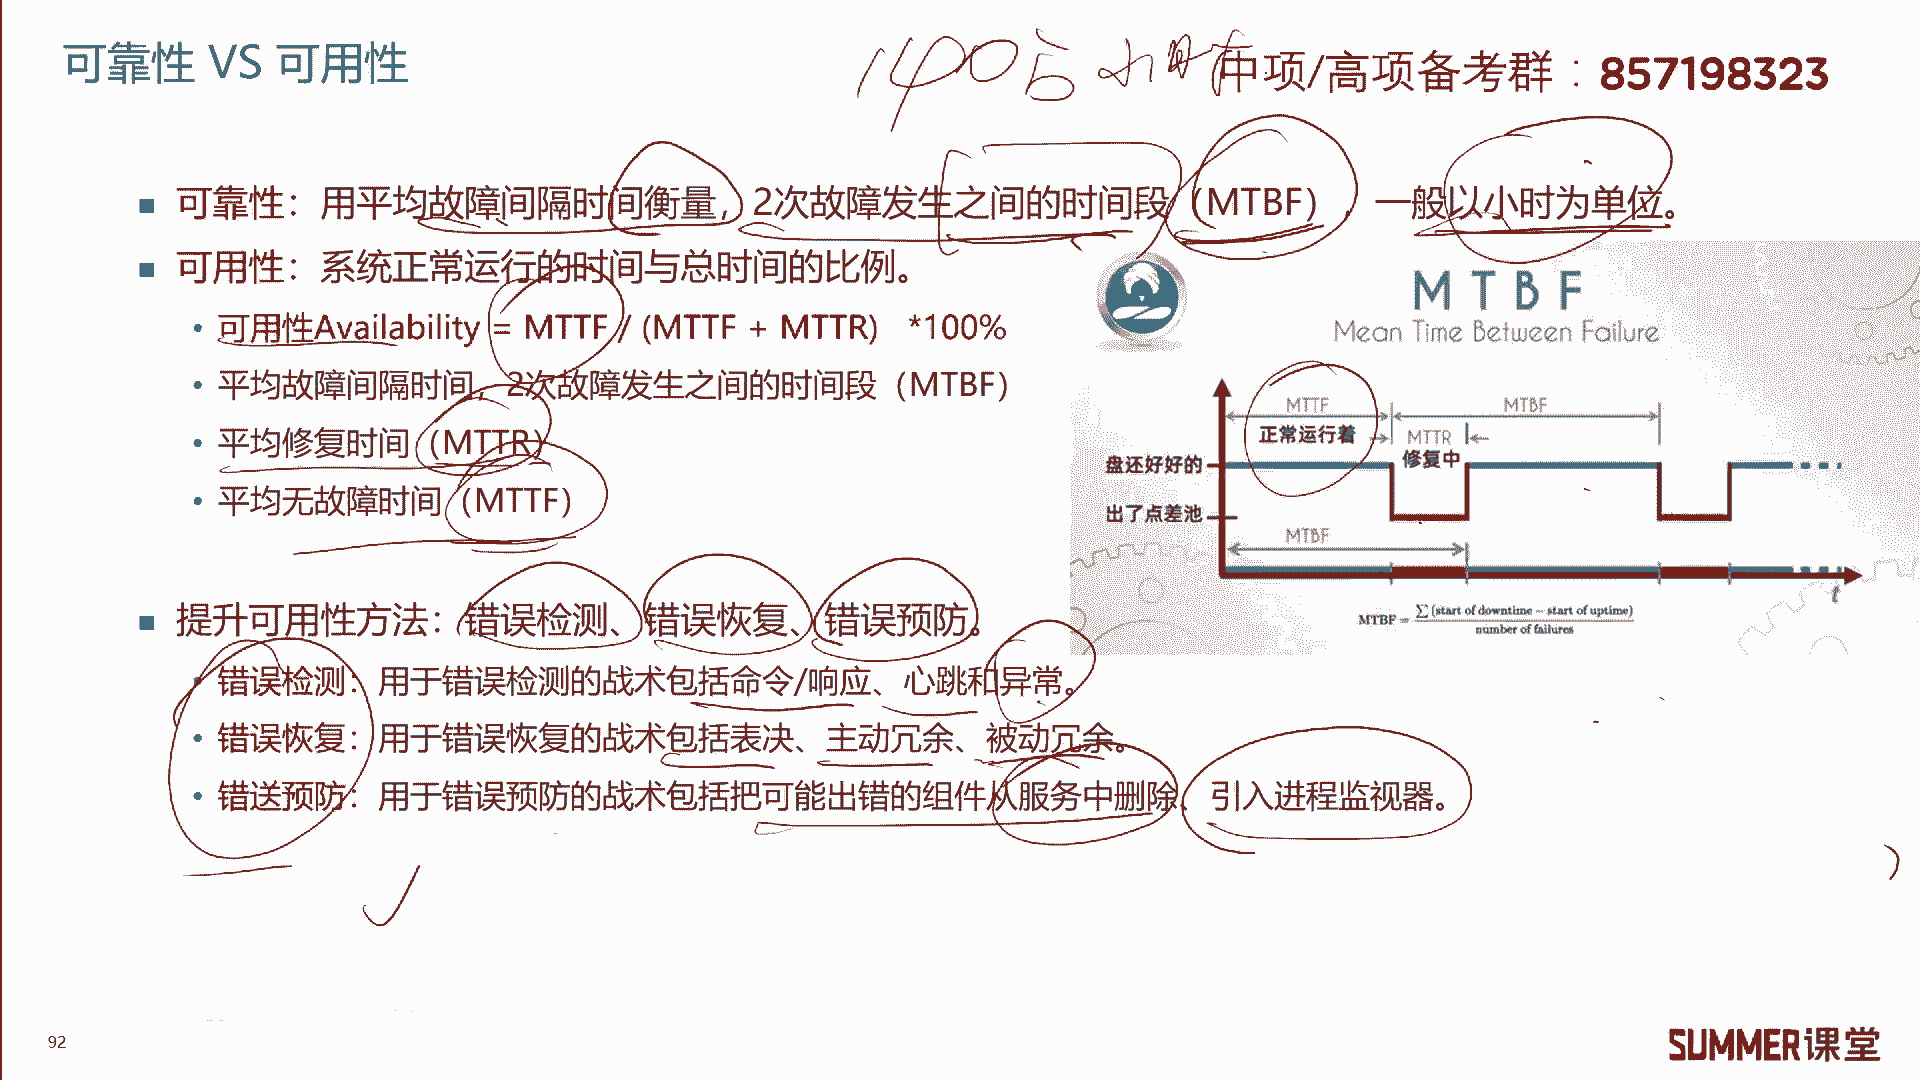 可靠性 VS 可用性
140万小时
中项/高项备考群：857198323
■ 可靠性：用平均故障间隔时间衡量，2次故障发生之间的时间段（MTBF），一般以小时为单位。
■ 可用性：系统正常运行的时间与总时间的比例。
• 可用性Availability = MTTF / (MTTF + MTTR) *100%
• 平均故障间隔时间，2次故障发生之间的时间段（MTBF）
• 平均修复时间（MTTR）
• 平均无故障时间（MTTF）
■ 提升可用性方法：错误检测、错误恢复、错误预防。
• 错误检测：用于错误检测的战术包括命令/响应、心跳和异常。
• 错误恢复：用于错误恢复的战术包括表决、主动冗余、被动冗余。
• 错送预防：用于错误预防的战术包括把可能出错的组件从服务中删除、引入进程监视器。
MTBF
Mean Time Between Failure
MTTF
MTBF
正常运行着
MTTR
修复中
盘还好好的
出了点差池
MTBF
t
MTBF = ∑ (start of downtime − start of uptime)
number of failures
92
SUMMER课堂